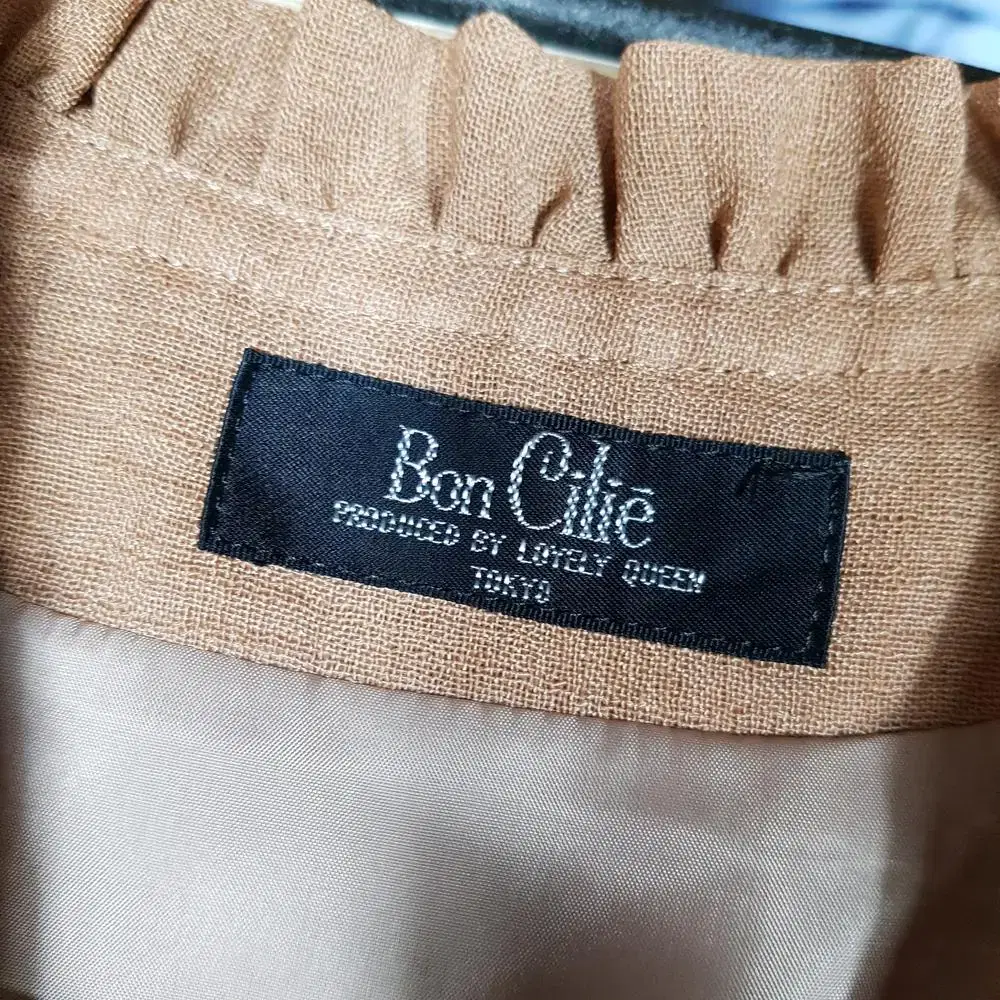 Bon Cilié
PRODUCED BY LOVELY QUEEN
TOKYO